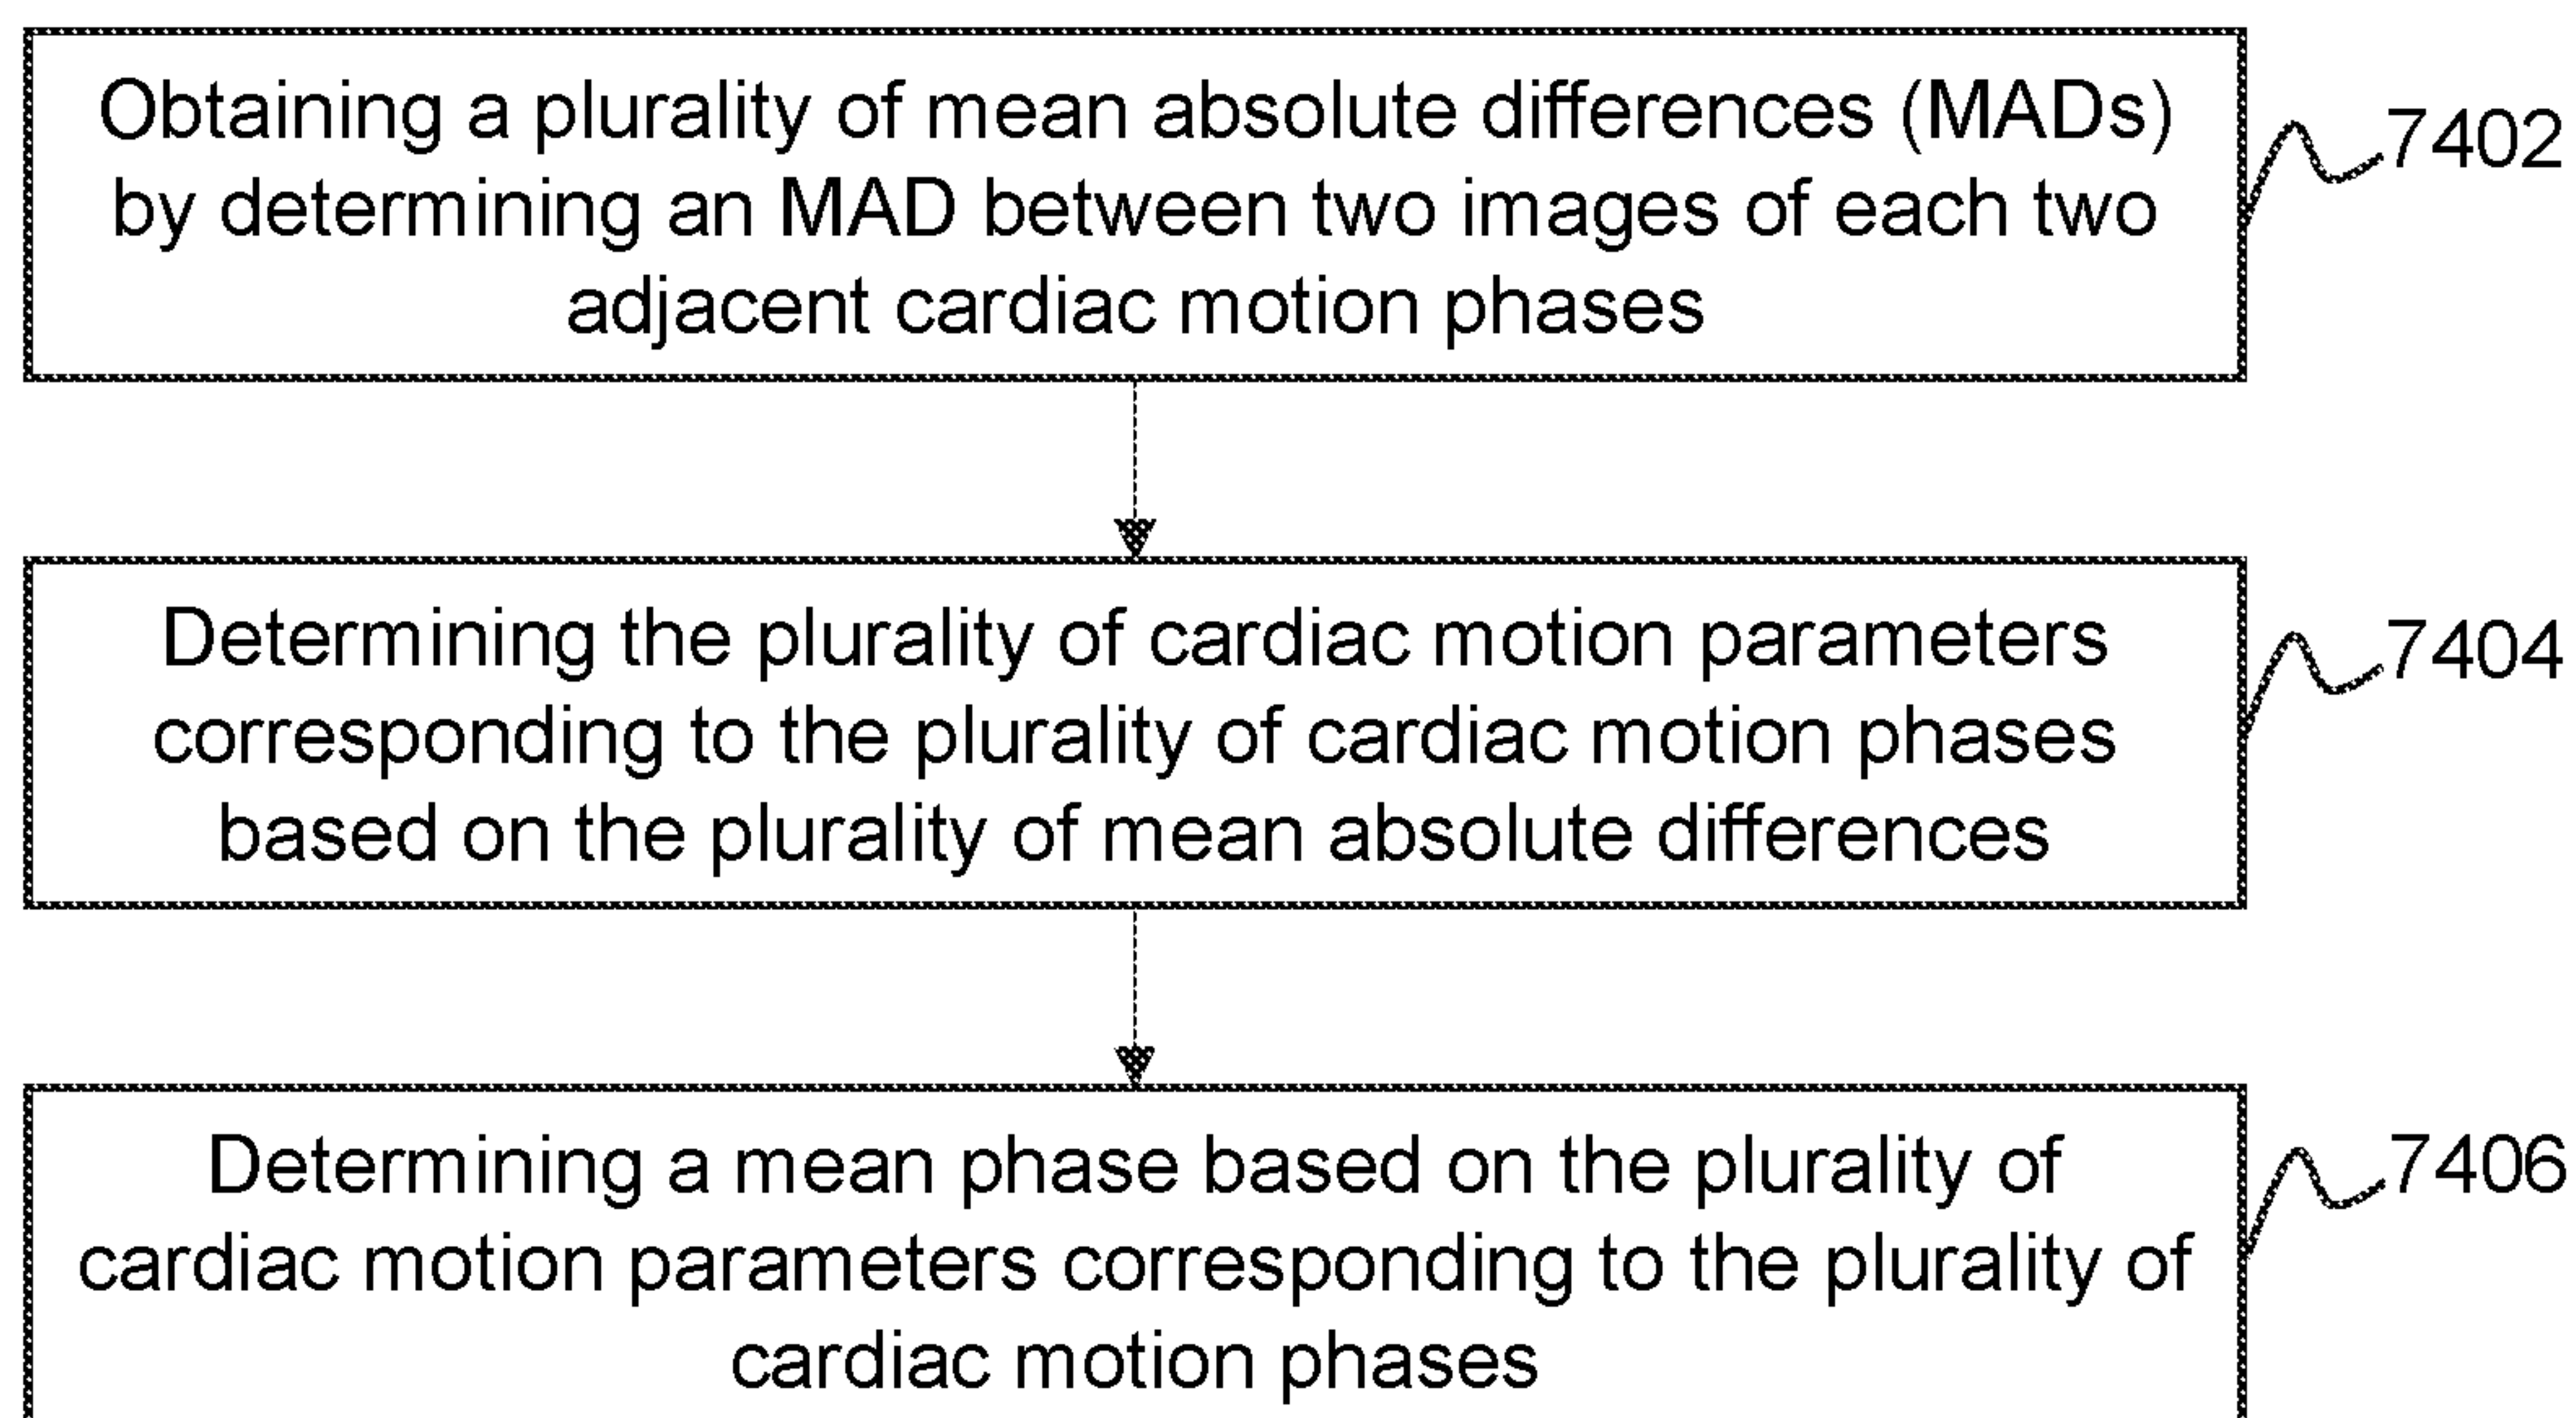 Obtaining a plurality of mean absolute differences (MADs)
by determining an MAD between two images of each two
adjacent cardiac motion phases
7402
Determining the plurality of cardiac motion parameters
corresponding to the plurality of cardiac motion phases
based on the plurality of mean absolute differences
7404
Determining a mean phase based on the plurality of
cardiac motion parameters corresponding to the plurality of
cardiac motion phases
7406